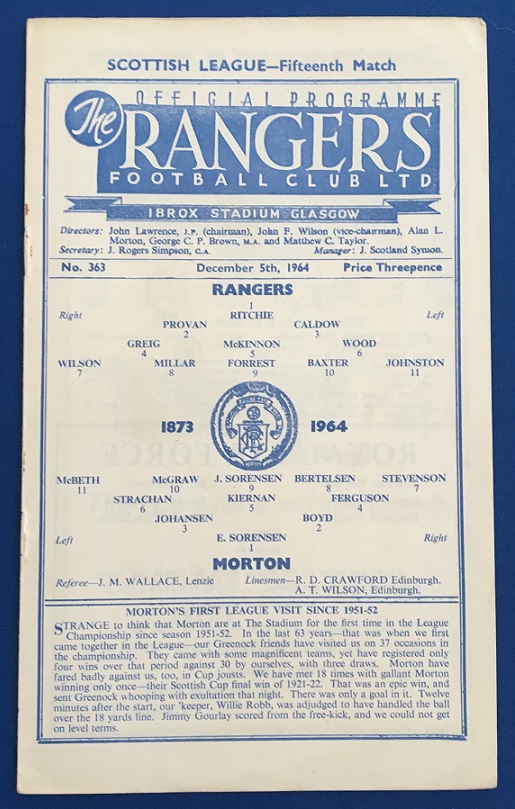 SCOTTISH LEAGUE—Fifteenth Match
OFFICIAL PROGRAMME
The
RANGERS
FOOTBALL CLUB LTD
IBROX STADIUM GLASGOW
Directors: John Lawrence, J.P. (chairman), John F. Wilson (vice-chairman), Alan L.
Morton, George C. P. Brown, M.A. and Matthew C. Taylor.
Secretary: J. Rogers Simpson, C.A. Manager: J. Scotland Symon.
No. 363 December 5th, 1964 Price Threepence
RANGERS
1
Right RITCHIE Left
PROVAN CALDOW
2 3
GREIG McKINNON WOOD
4 5 6
WILSON MILLAR FORREST BAXTER JOHNSTON
7 8 9 10 11
1873 1964
McBETH McGRAW J. SORENSEN BERTELSEN STEVENSON
11 10 9 8 7
STRACHAN KIERNAN FERGUSON
6 5 4
JOHANSEN BOYD
3 2
Left E. SORENSEN Right
1
MORTON
Referee—J. M. WALLACE, Lenzie Linesmen—R. D. CRAWFORD Edinburgh.
A. T. WILSON, Edinburgh.
MORTON'S FIRST LEAGUE VISIT SINCE 1951-52
STRANGE to think that Morton are at The Stadium for the first time in the League
Championship since season 1951-52. In the last 63 years—that was when we first
came together in the League—our Greenock friends have visited us on 37 occasions in
the championship. They came with some magnificent teams, yet have registered only
four wins over that period against 30 by ourselves, with three draws. Morton have
fared badly against us, too, in Cup jousts. We have met 18 times with gallant Morton
winning only once—their Scottish Cup final win of 1921-22. That was an epic win, and
sent Greenock whooping with exultation that night. There was only a goal in it. Twelve
minutes after the start, our 'keeper, Willie Robb, was adjudged to have handled the ball
over the 18 yards line. Jimmy Gourlay scored from the free-kick, and we could not get
on level terms.